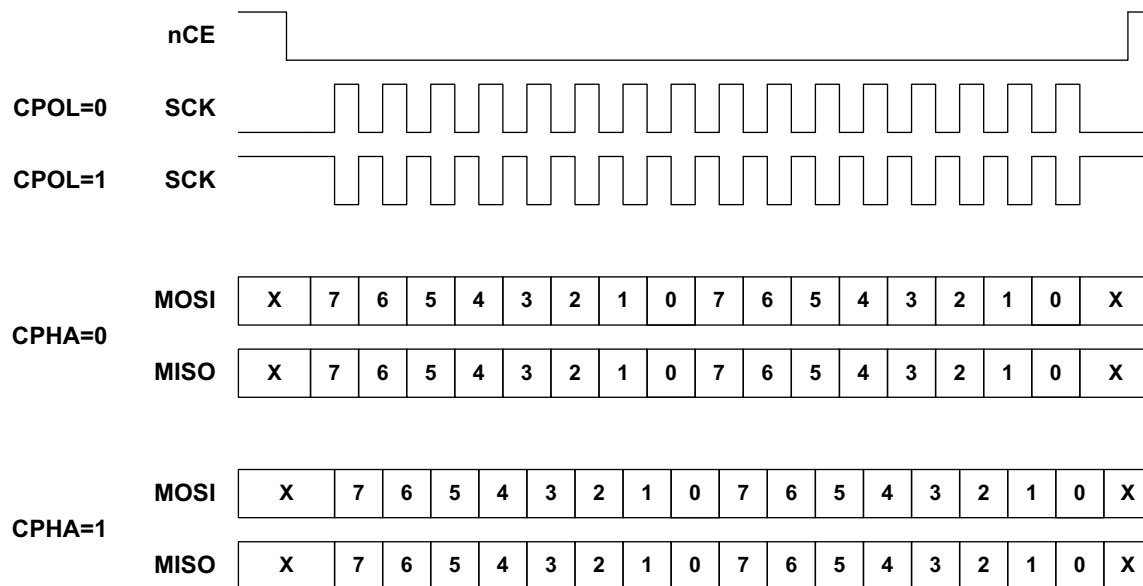 nCE
CPOL=0 SCK
CPOL=1 SCK
MOSI X 7 6 5 4 3 2 1 0 7 6 5 4 3 2 1 0 X
CPHA=0
MISO X 7 6 5 4 3 2 1 0 7 6 5 4 3 2 1 0 X
MOSI X 7 6 5 4 3 2 1 0 7 6 5 4 3 2 1 0 X
CPHA=1
MISO X 7 6 5 4 3 2 1 0 7 6 5 4 3 2 1 0 X